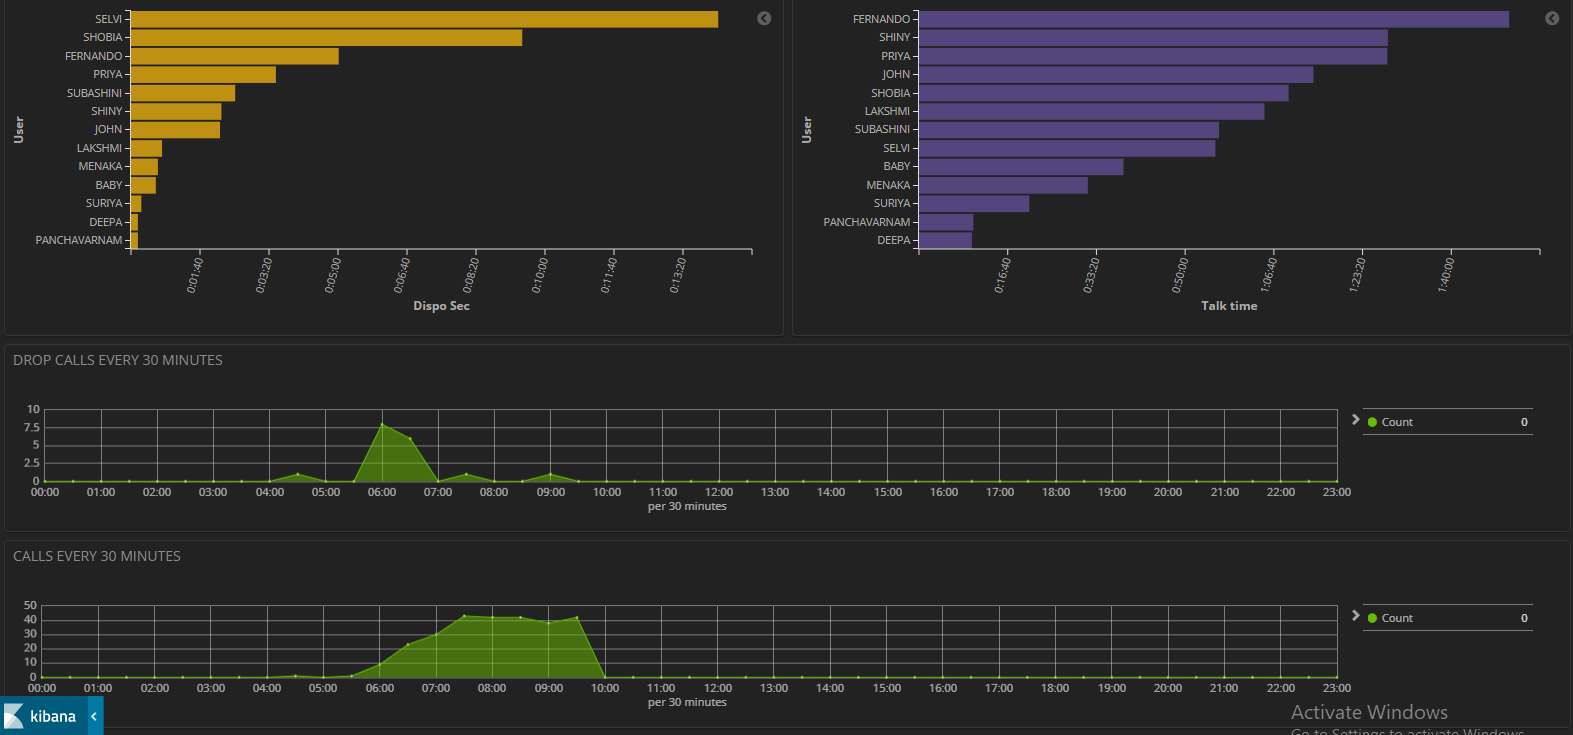 SELVI
SHOBIA
FERNANDO
PRIYA
SUBASHINI
SHINY
JOHN
LAKSHMI
MENAKA
BABY
SURIYA
DEEPA
PANCHAVARNAM
User
0:01:40 0:03:20 0:05:00 0:06:40 0:08:20 0:10:00 0:11:40 0:13:20
Dispo Sec
FERNANDO
SHINY
PRIYA
JOHN
SHOBIA
LAKSHMI
SUBASHINI
SELVI
BABY
MENAKA
SURIYA
PANCHAVARNAM
DEEPA
User
0:16:40 0:33:20 0:50:00 1:06:40 1:23:20 1:40:00
Talk time
DROP CALLS EVERY 30 MINUTES
10
7.5
5
2.5
0
00:00 01:00 02:00 03:00 04:00 05:00 06:00 07:00 08:00 09:00 10:00 11:00 12:00 13:00 14:00 15:00 16:00 17:00 18:00 19:00 20:00 21:00 22:00 23:00
per 30 minutes
Count 0
CALLS EVERY 30 MINUTES
50
40
30
20
10
0
00:00 01:00 02:00 03:00 04:00 05:00 06:00 07:00 08:00 09:00 10:00 11:00 12:00 13:00 14:00 15:00 16:00 17:00 18:00 19:00 20:00 21:00 22:00 23:00
per 30 minutes
Count 0
kibana
Activate Windows
Go to Settings to activate Windows.